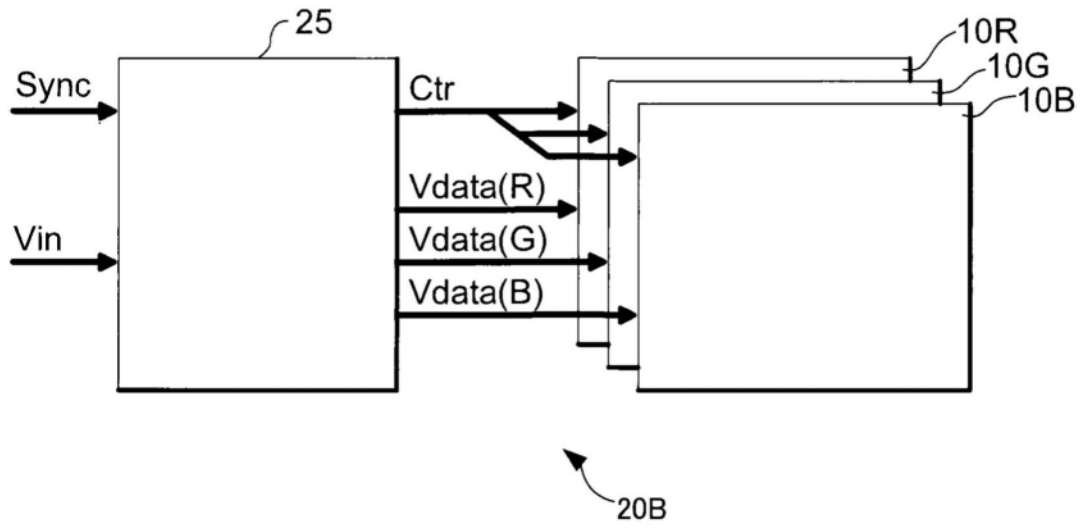 25
10R
10G
10B
Sync
Ctr
Vdata(R)
Vin
Vdata(G)
Vdata(B)
20B